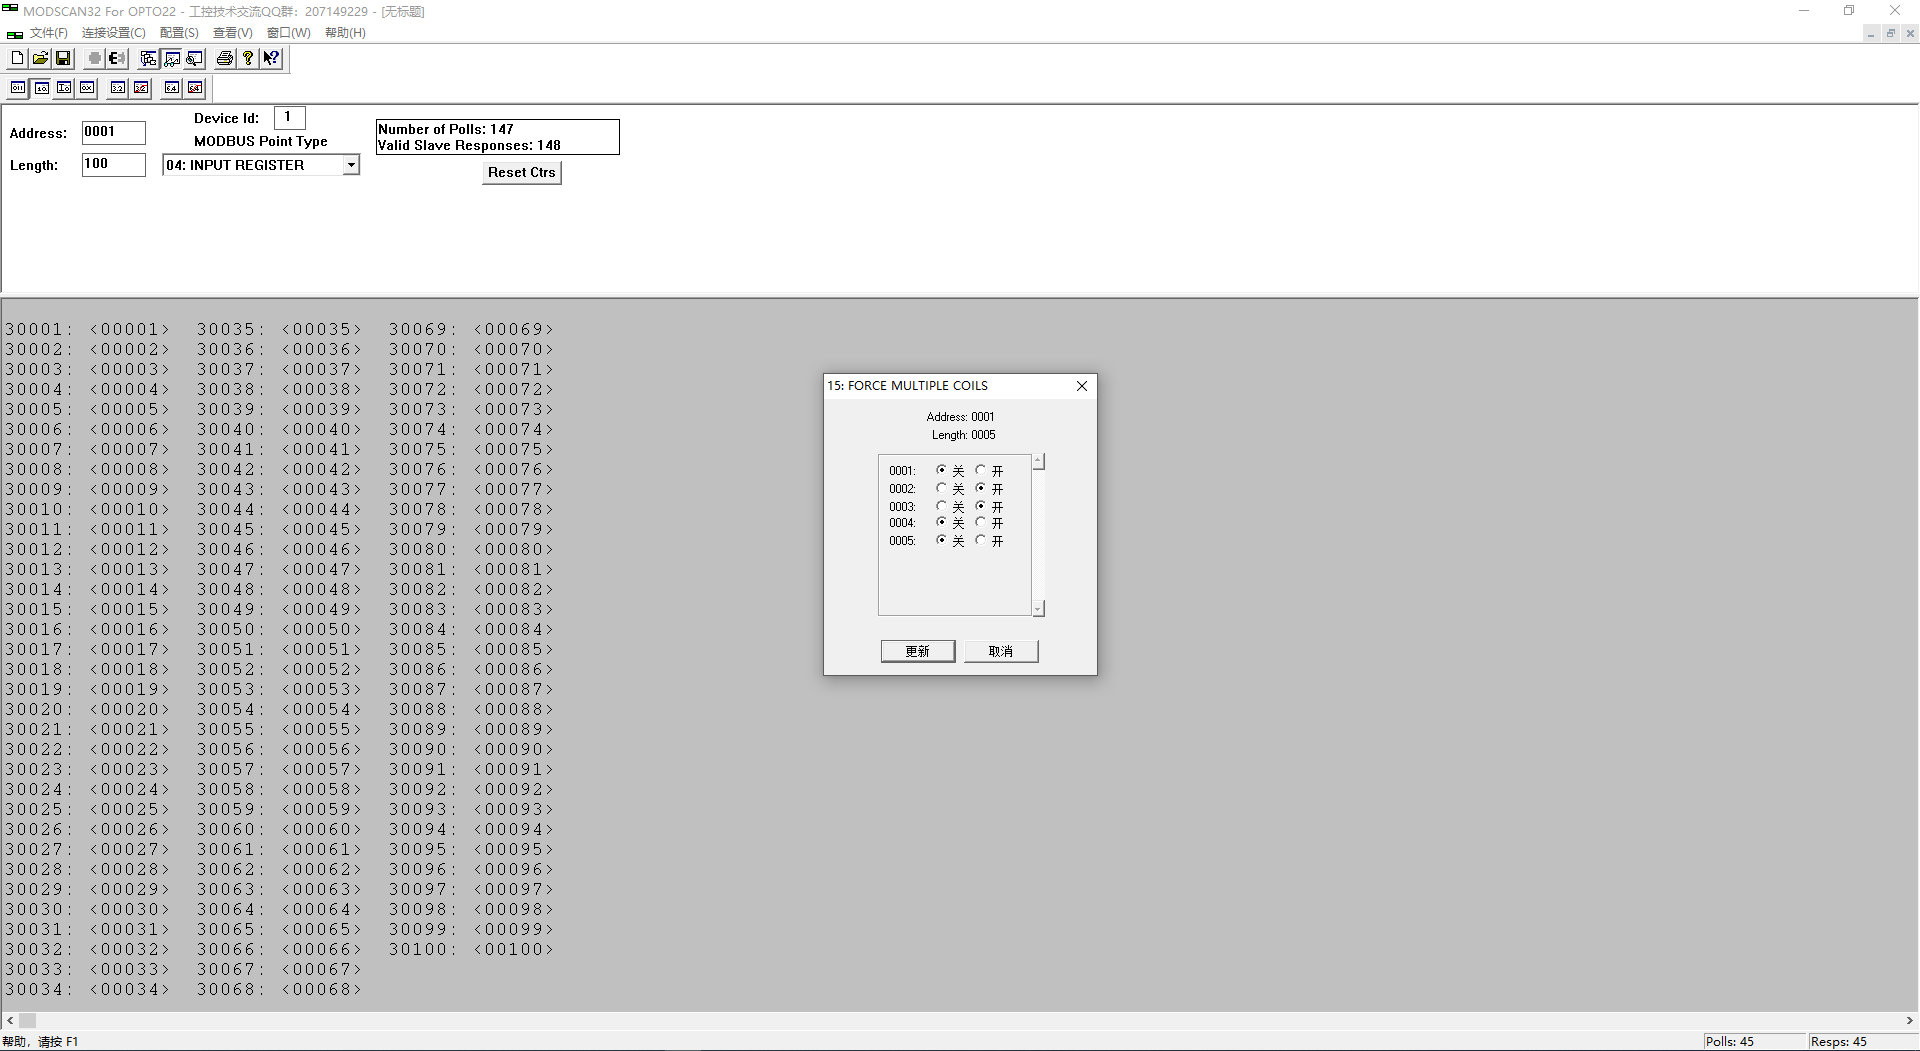 MODSCAN32 For OPTO22 - 工控技术交流QQ群：207149229 - [无标题]
文件(F) 连接设置(C) 配置(S) 查看(V) 窗口(W) 帮助(H)
Address: 0001
Device Id: 1
MODBUS Point Type
Length: 100
04: INPUT REGISTER
Number of Polls: 147
Valid Slave Responses: 148
Reset Ctrs
30001: <00001> 30035: <00035> 30069: <00069>
30002: <00002> 30036: <00036> 30070: <00070>
30003: <00003> 30037: <00037> 30071: <00071>
30004: <00004> 30038: <00038> 30072: <00072>
30005: <00005> 30039: <00039> 30073: <00073>
30006: <00006> 30040: <00040> 30074: <00074>
30007: <00007> 30041: <00041> 30075: <00075>
30008: <00008> 30042: <00042> 30076: <00076>
30009: <00009> 30043: <00043> 30077: <00077>
30010: <00010> 30044: <00044> 30078: <00078>
30011: <00011> 30045: <00045> 30079: <00079>
30012: <00012> 30046: <00046> 30080: <00080>
30013: <00013> 30047: <00047> 30081: <00081>
30014: <00014> 30048: <00048> 30082: <00082>
30015: <00015> 30049: <00049> 30083: <00083>
30016: <00016> 30050: <00050> 30084: <00084>
30017: <00017> 30051: <00051> 30085: <00085>
30018: <00018> 30052: <00052> 30086: <00086>
30019: <00019> 30053: <00053> 30087: <00087>
30020: <00020> 30054: <00054> 30088: <00088>
30021: <00021> 30055: <00055> 30089: <00089>
30022: <00022> 30056: <00056> 30090: <00090>
30023: <00023> 30057: <00057> 30091: <00091>
30024: <00024> 30058: <00058> 30092: <00092>
30025: <00025> 30059: <00059> 30093: <00093>
30026: <00026> 30060: <00060> 30094: <00094>
30027: <00027> 30061: <00061> 30095: <00095>
30028: <00028> 30062: <00062> 30096: <00096>
30029: <00029> 30063: <00063> 30097: <00097>
30030: <00030> 30064: <00064> 30098: <00098>
30031: <00031> 30065: <00065> 30099: <00099>
30032: <00032> 30066: <00066> 30100: <00100>
30033: <00033> 30067: <00067>
30034: <00034> 30068: <00068>
15: FORCE MULTIPLE COILS
Address: 0001
Length: 0005
0001: 关 开
0002: 关 开
0003: 关 开
0004: 关 开
0005: 关 开
更新 取消
帮助，请按 F1
Polls: 45 Resps: 45